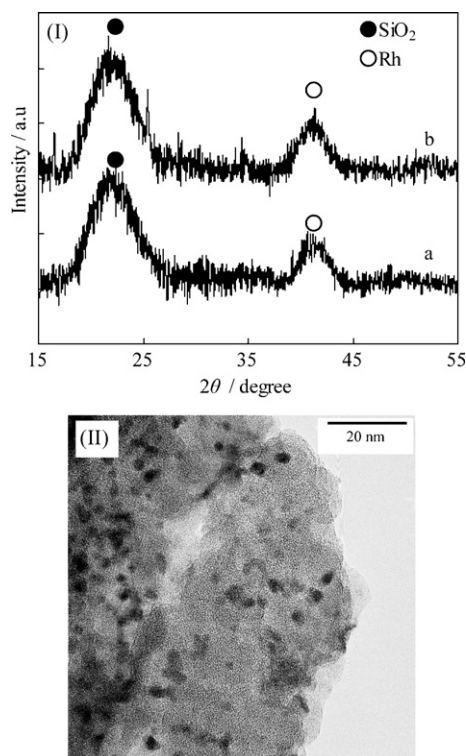 (I)
● SiO₂
○ Rh
b
a
Intensity / a.u
15 25 35 45 55
2θ / degree
(II)
20 nm